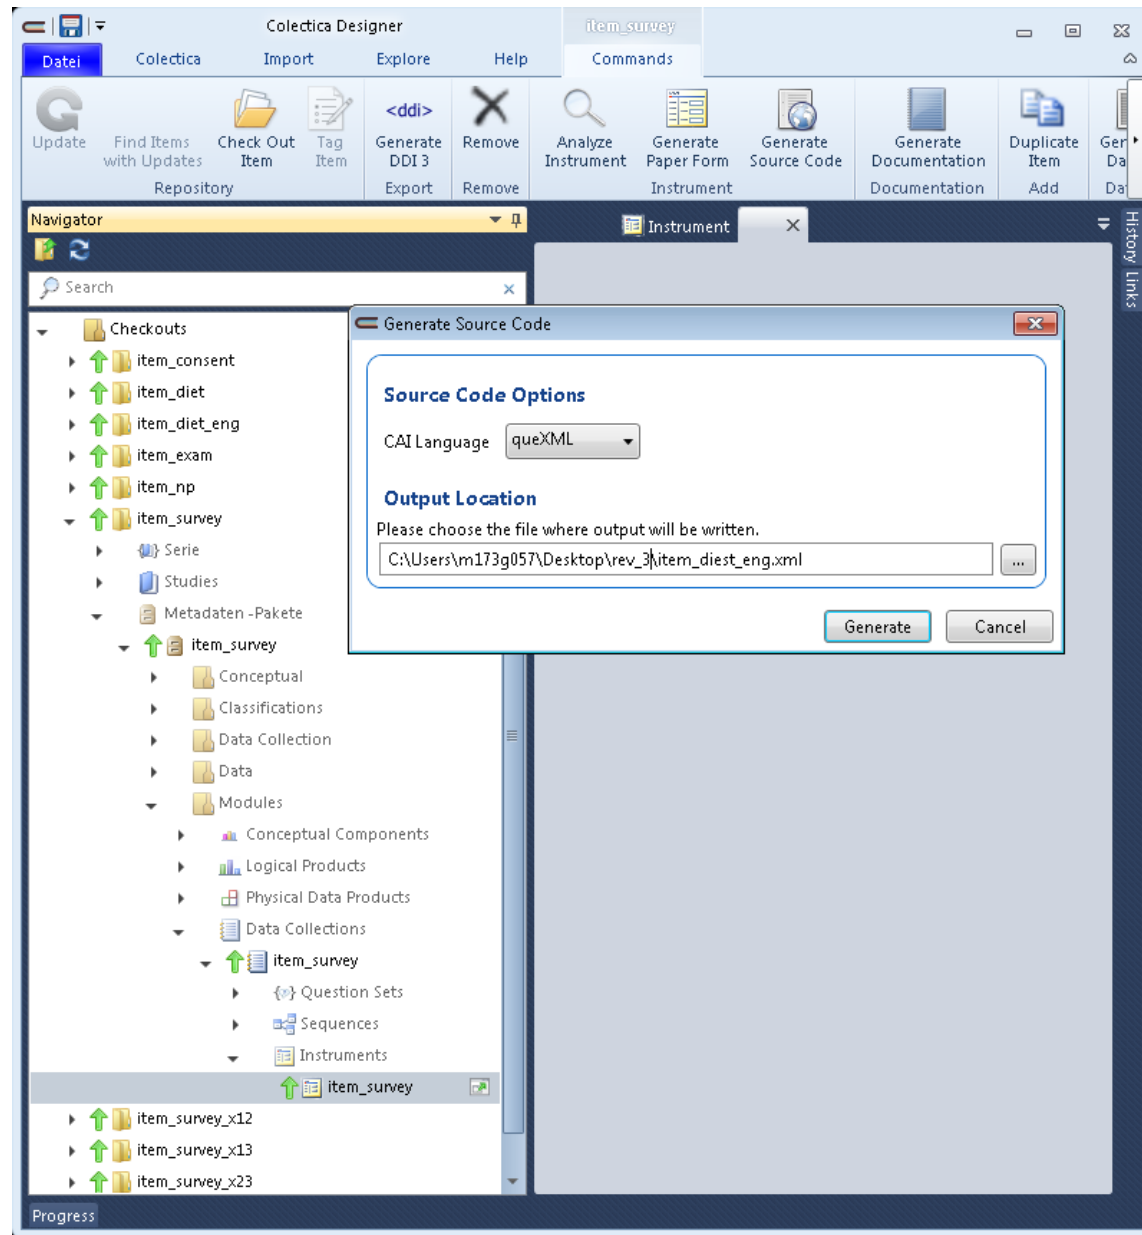 Colectica Designer
item_survey
Datei
Colectica
Import
Explore
Help
Commands
Update
Find Items
with Updates
Check Out
Item
Tag
Item
<ddi>
Generate
DDI 3
Remove
Analyze
Instrument
Generate
Paper Form
Generate
Source Code
Generate
Documentation
Duplicate
Item
Repository
Export
Remove
Instrument
Documentation
Add
Navigator
Instrument
History
Links
Search
Checkouts
item_consent
item_diet
item_diet_eng
item_exam
item_np
item_survey
Serie
Studies
Metadaten -Pakete
item_survey
Conceptual
Classifications
Data Collection
Data
Modules
Conceptual Components
Logical Products
Physical Data Products
Data Collections
item_survey
Question Sets
Sequences
Instruments
item_survey
item_survey_x12
item_survey_x13
item_survey_x23
Progress
Generate Source Code
Source Code Options
CAI Language
queXML
Output Location
Please choose the file where output will be written.
C:\Users\m173g057\Desktop\rev_3\item_diest_eng.xml
...
Generate
Cancel